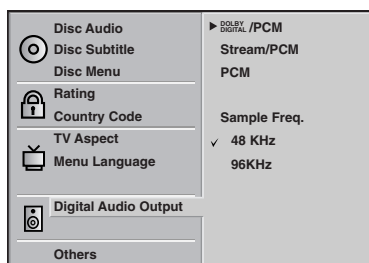 Disc Audio
Disc Subtitle
Disc Menu
Rating
Country Code
TV Aspect
Menu Language
Digital Audio Output
Others
DOLBY DIGITAL /PCM
Stream/PCM
PCM
Sample Freq.
48 KHz
96KHz